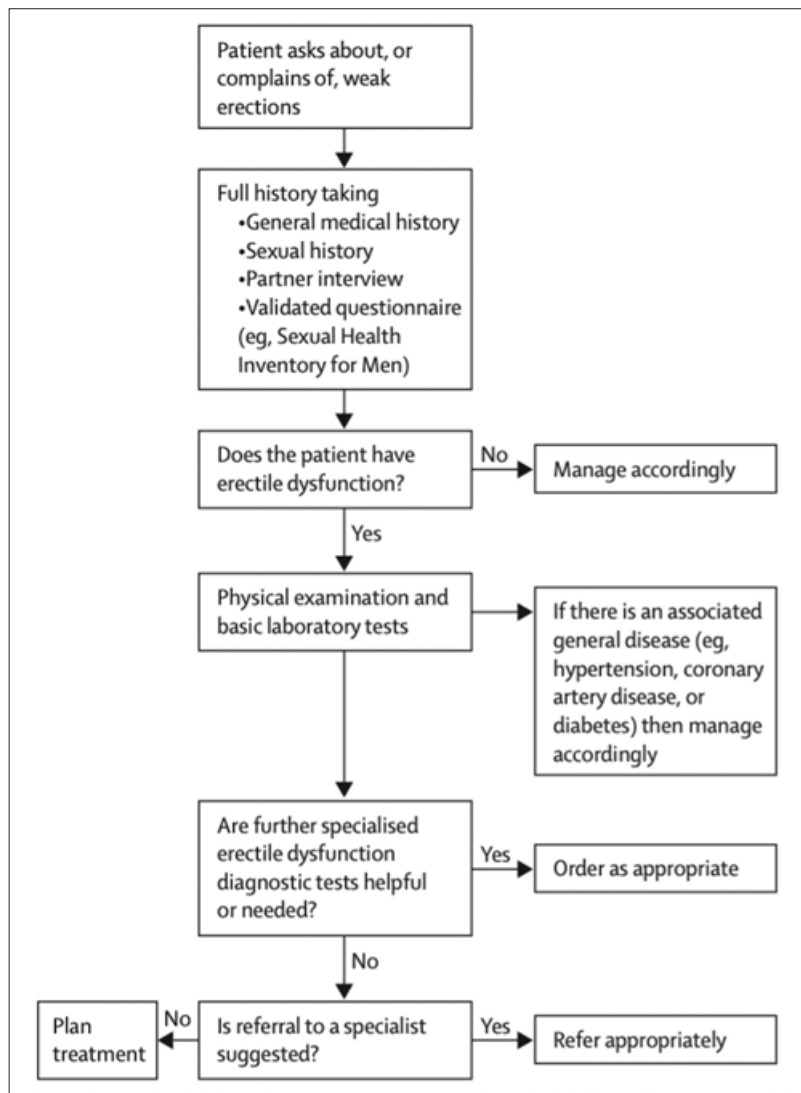 Patient asks about, or
complains of, weak
erections
Full history taking
•General medical history
•Sexual history
•Partner interview
•Validated questionnaire
(eg, Sexual Health
Inventory for Men)
Does the patient have
erectile dysfunction?
No
Manage accordingly
Yes
Physical examination and
basic laboratory tests
If there is an associated
general disease (eg,
hypertension, coronary
artery disease, or
diabetes) then manage
accordingly
Are further specialised
erectile dysfunction
diagnostic tests helpful
or needed?
Yes
Order as appropriate
No
Plan
treatment
No
Is referral to a specialist
suggested?
Yes
Refer appropriately